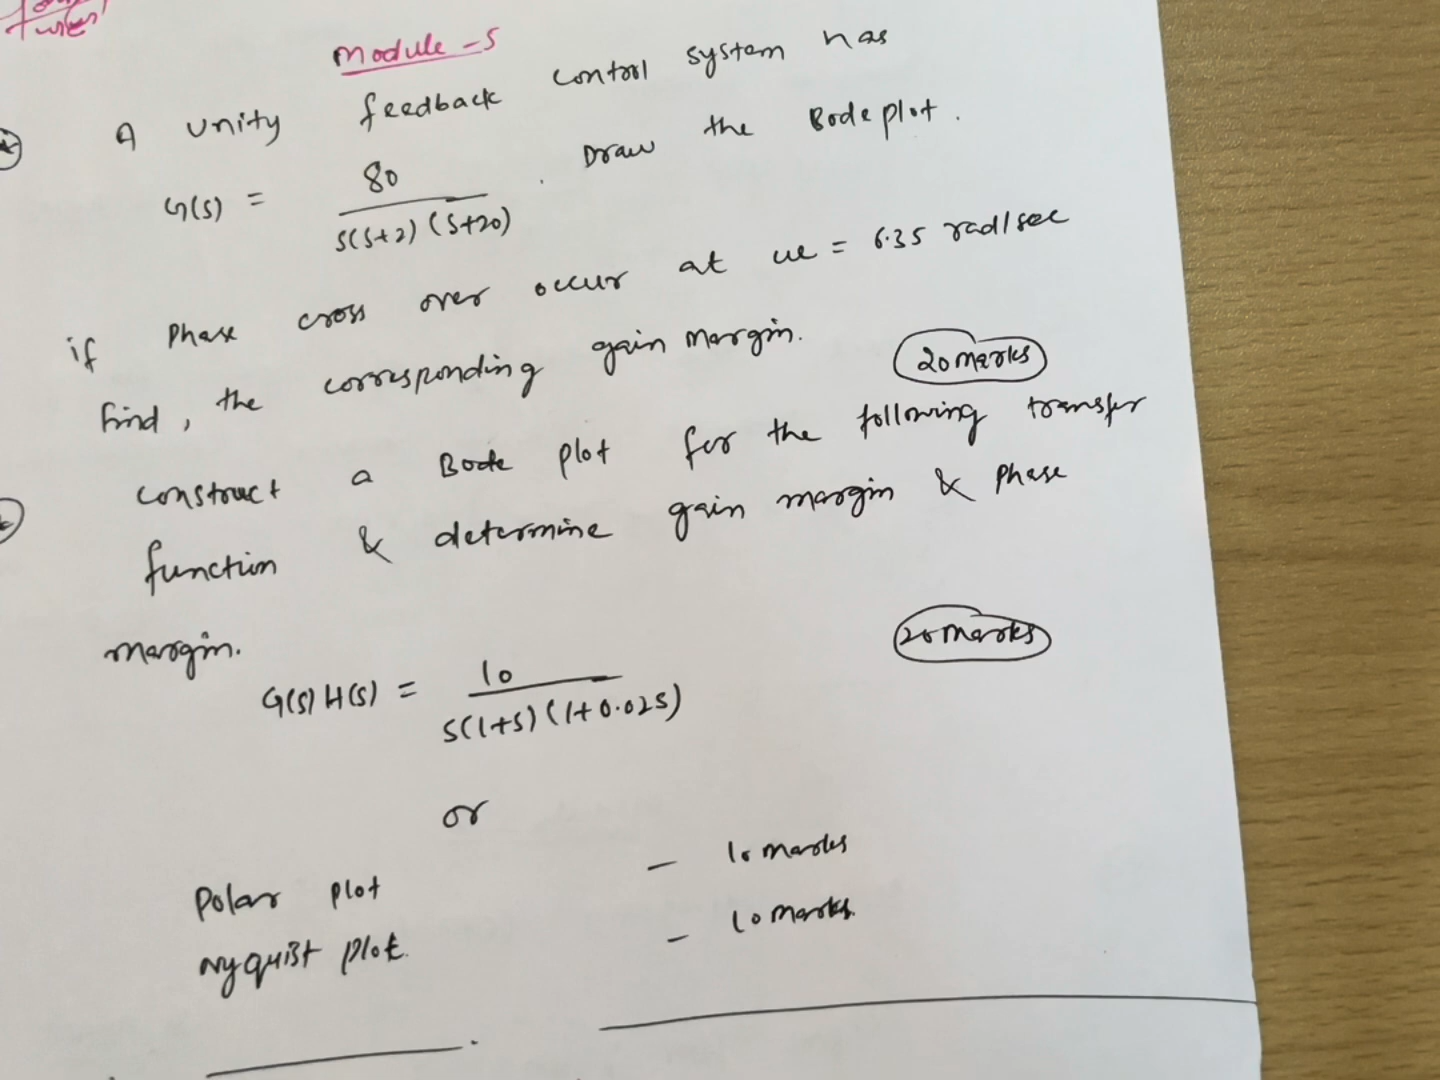 Module -5
A unity feedback control system has
G(s) = 80 / s(s+2) (s+20) . Draw the Bode plot.
if Phase cross over occur at wc = 6.35 rad/sec
find, the corresponding gain margin.
20 marks
construct a Bode plot for the following transfer
function & determine gain margin & phase
margin.
20 marks
G(s) H(s) = 10 / s(1+s) (1+0.02s)
or
Polar plot - 10 marks
nyquist plot. - 10 marks.